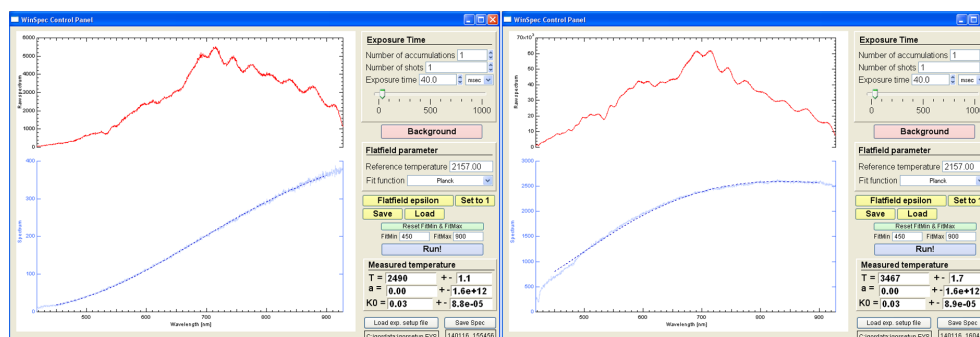 WinSpec Control Panel
6000
5000
4000
3000
2000
1000
0
Raw spectrum
400
300
200
100
0
Spectrum
500
600
700
800
900
Wavelength [nm]
Exposure Time
Number of accumulations 1
Number of shots 1
Exposure time 40.0 msec
0 500 1000
Background
Flatfield parameter
Reference temperature 2157.00
Fit function Planck
Flatfield epsilon Set to 1
Save Load
Reset FitMin & FitMax
FitMin 450 FitMax 900
Run!
Measured temperature
T = 2490 +- 1.1
a = 0.00 +- 1.6e+12
K0 = 0.03 +- 8.8e-05
Load exp. setup file Save Spec
WinSpec Control Panel
70x10³
60
50
40
30
20
10
0
Raw spectrum
3000
2500
2000
1500
1000
500
0
Spectrum
500
600
700
800
900
Wavelength [nm]
Exposure Time
Number of accumulations 1
Number of shots 1
Exposure time 40.0 msec
0 500 1000
Background
Flatfield parameter
Reference temperature 2157.00
Fit function Planck
Flatfield epsilon Set to 1
Save Load
Reset FitMin & FitMax
FitMin 450 FitMax 900
Run!
Measured temperature
T = 3467 +- 1.7
a = 0.00 +- 1.6e+12
K0 = 0.03 +- 8.9e-05
Load exp. setup file Save Spec